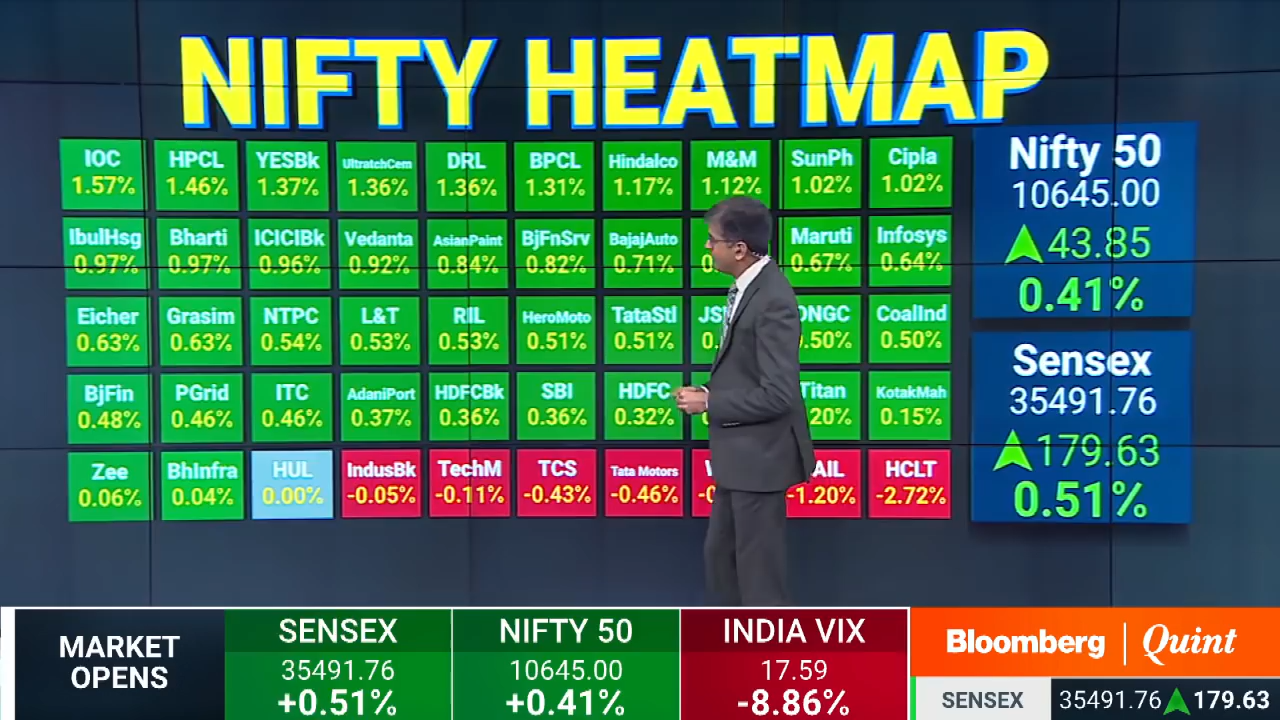 NIFTY HEATMAP
IOC HPCL YESBk UltratchCem DRL BPCL Hindalco M&M SunPh Cipla
1.57% 1.46% 1.37% 1.36% 1.36% 1.31% 1.17% 1.12% 1.02% 1.02%
IbulHsg Bharti ICICIBk Vedanta AsianPaint BjFnSrv BajajAuto Maruti Infosys
0.97% 0.97% 0.96% 0.92% 0.84% 0.82% 0.71% 0.67% 0.64%
Eicher Grasim NTPC L&T RIL HeroMoto TataStl CoalInd
0.63% 0.63% 0.54% 0.53% 0.53% 0.51% 0.51% .50% 0.50%
BjFin PGrid ITC AdaniPort HDFCBk SBI HDFC Titan KotakMah
0.48% 0.46% 0.46% 0.37% 0.36% 0.36% 0.32% .20% 0.15%
Zee BhInfra HUL IndusBk TechM TCS Tata Motors AIL HCLT
0.06% 0.04% 0.00% -0.05% -0.11% -0.43% -0.46% -1.20% -2.72%
Nifty 50
10645.00
43.85
0.41%
Sensex
35491.76
179.63
0.51%
MARKET
OPENS
SENSEX
35491.76
+0.51%
NIFTY 50
10645.00
+0.41%
INDIA VIX
17.59
-8.86%
Bloomberg | Quint
SENSEX 35491.76 179.63